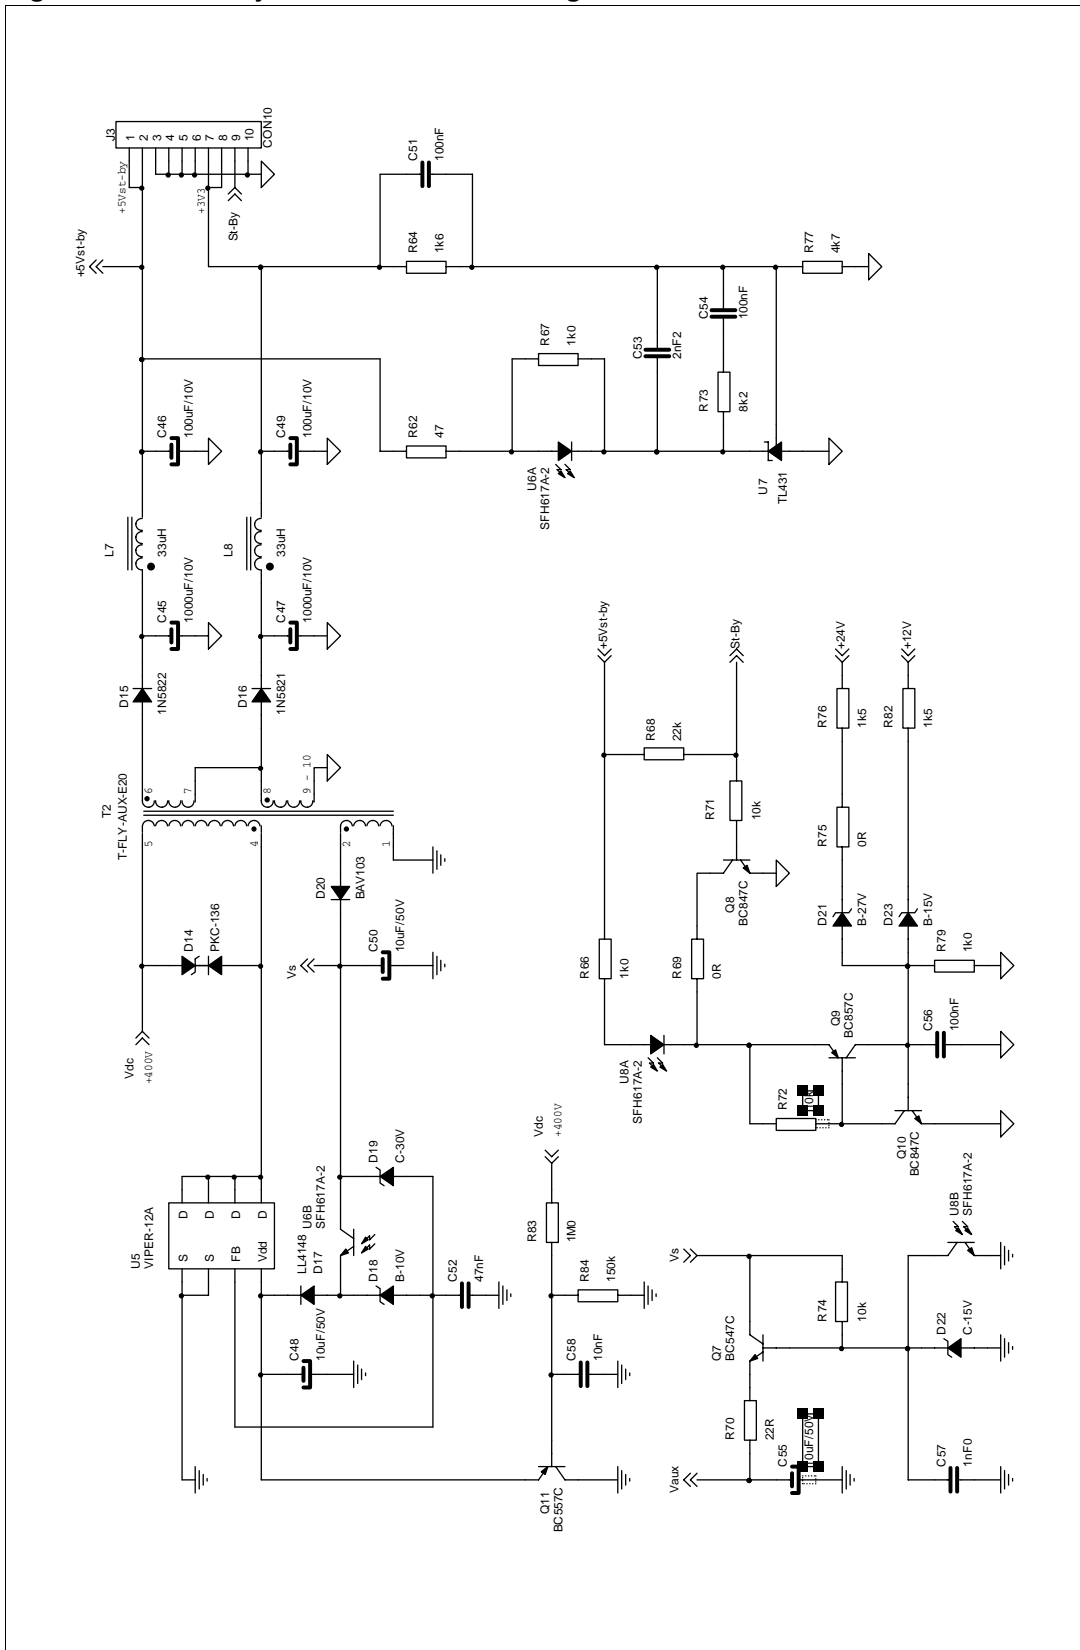 J3
CON10
1
2
3
4
5
6
7
8
9
10
+5Vst-by
+3V3
St-By
+5Vst-by
C51
100nF
R64
1k6
R77
4k7
C54
100nF
C53
2nF2
R67
1k0
R73
8k2
C46
100uF/10V
C49
100uF/10V
R62
47
U6A
SFH617A-2
U7
TL431
L7
33uH
L8
33uH
C45
1000uF/10V
C47
1000uF/10V
D15
1N5822
D16
1N5821
+5Vst-by
St-By
+24V
+12V
R76
1k5
R82
1k5
R68
22k
T2
T-FLY-AUX-E20
6
7
8
9 - 10
5
4
2
1
R71
10k
R75
0R
D20
BAV103
Q8
BC847C
D21
B-27V
D23
B-15V
D14
PKC-136
Vs
C50
10uF/50V
R66
1k0
R69
0R
R79
1k0
Vdc
+400V
U8A
SFH617A-2
Q9
BC857C
C56
100nF
R72
Q10
BC847C
Vdc
+400V
D19
C-30V
U5
VIPER-12A
S
S
FB
Vdd
D
D
D
D
U6B
SFH617A-2
LL4148
D17
D18
B-10V
C52
47nF
R83
1M0
R84
150k
U8B
SFH617A-2
Vs
R74
10k
C48
10uF/50V
C58
10nF
Q7
BC547C
D22
C-15V
R70
22R
Q11
BC557C
Vaux
C55
C57
1nF0